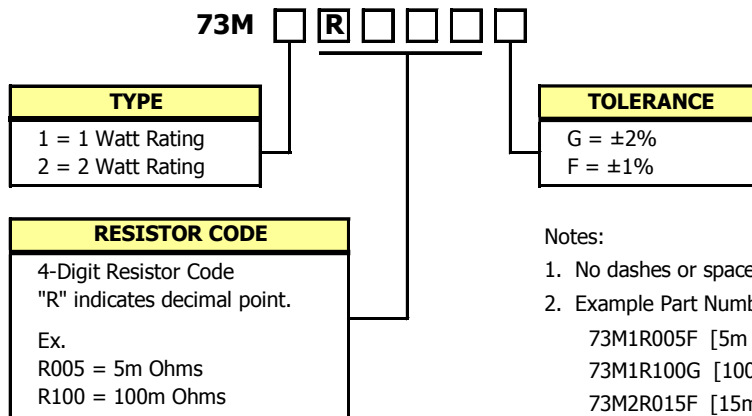 73M R
TYPE
1 = 1 Watt Rating
2 = 2 Watt Rating
TOLERANCE
G = ±2%
F = ±1%
RESISTOR CODE
4-Digit Resistor Code
"R" indicates decimal point.
Ex.
R005 = 5m Ohms
R100 = 100m Ohms
Notes:
1. No dashes or space
2. Example Part Numb
73M1R005F [5m
73M1R100G [100
73M2R015F [15m